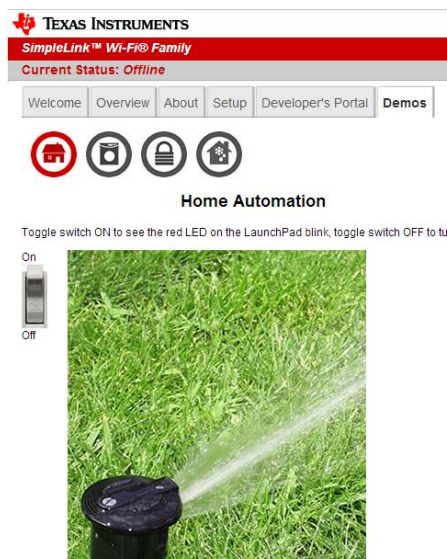 TEXAS INSTRUMENTS
SimpleLink™ Wi-Fi® Family
Current Status: Offline
Welcome Overview About Setup Developer's Portal Demos
Home Automation
Toggle switch ON to see the red LED on the LaunchPad blink, toggle switch OFF to tu
On
Off